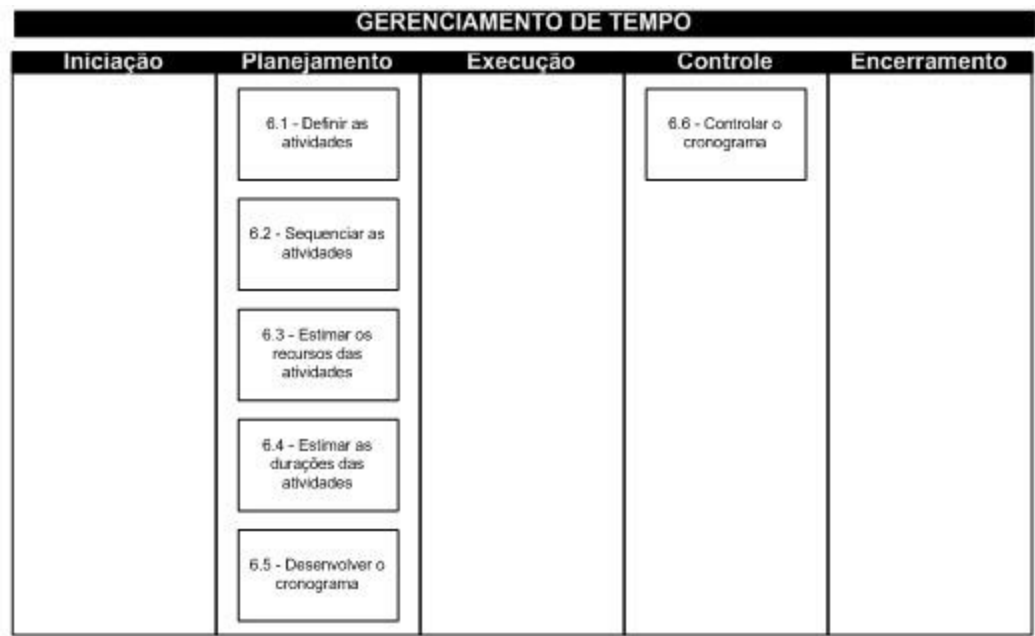 GERENCIAMENTO DE TEMPO
Iniciação Planejamento Execução Controle Encerramento
6.1 - Definir as
atividades
6.2 - Sequenciar as
atividades
6.3 - Estimar os
recursos das
atividades
6.4 - Estimar as
durações das
atividades
6.5 - Desenvolver o
cronograma
6.6 - Controlar o
cronograma